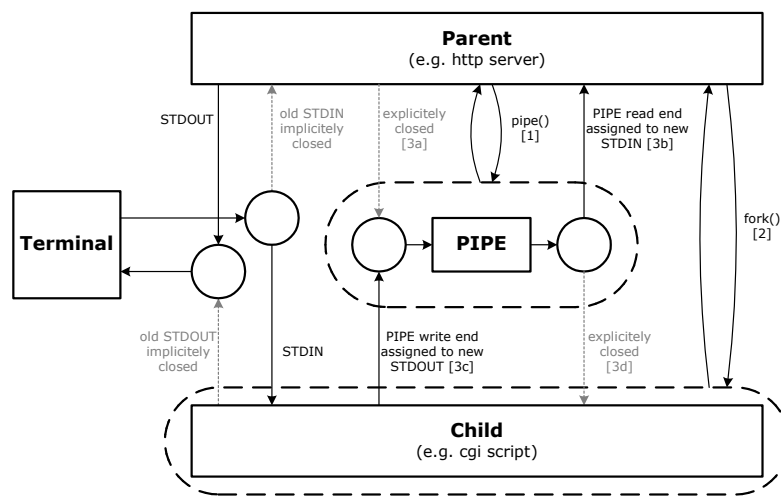 Parent
(e.g. http server)
STDOUT
old STDIN
implicitely
closed
explicitely
closed
[3a]
pipe()
[1]
PIPE read end
assigned to new
STDIN [3b]
fork()
[2]
Terminal
PIPE
old STDOUT
implicitely
closed
STDIN
PIPE write end
assigned to new
STDOUT [3c]
explicitely
closed
[3d]
Child
(e.g. cgi script)